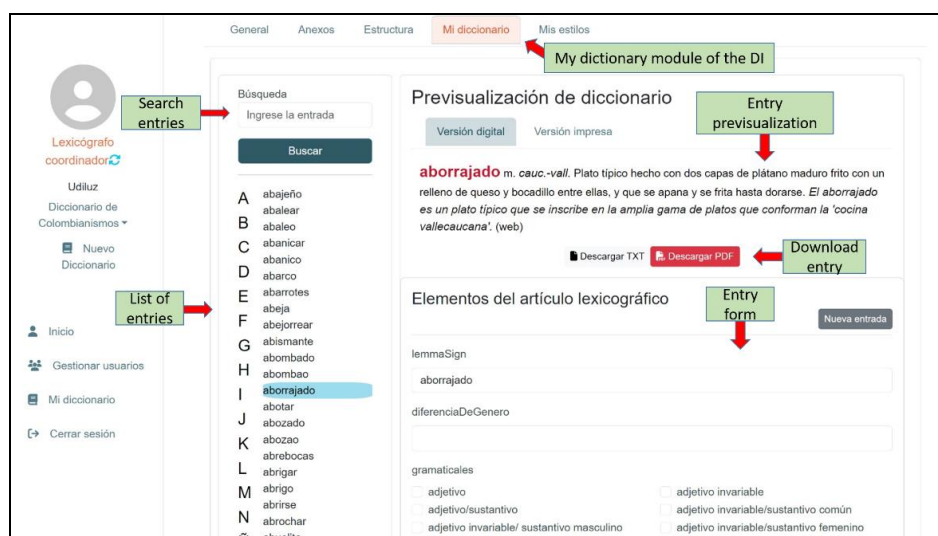 General Anexos Estructura Mi diccionario Mis estilos
My dictionary module of the DI
Search
entries
Lexicógrafo
coordinador
Udiluz
Diccionario de
Colombianismos
Nuevo
Diccionario
List of
entries
Inicio
Gestionar usuarios
Mi diccionario
Cerrar sesión
Búsqueda
Ingrese la entrada
Buscar
A
B
C
D
E
F
G
H
I
J
K
L
M
N
abajeño
abalear
abaleo
abanicar
abanico
abarco
abarrotes
abeja
abejorrear
abismante
abombado
abombao
aborrajado
abotar
abozado
abozao
abrebocas
abrigar
abrigo
abrirse
abrochar
Previsualización de diccionario
Entry
previsualization
Versión digital Versión impresa
aborrajado m. cauc.-vall. Plato típico hecho con dos capas de plátano maduro frito con un
relleno de queso y bocadillo entre ellas, y que se apana y se frita hasta dorarse. El aborrajado
es un plato típico que se inscribe en la amplia gama de platos que conforman la 'cocina
vallecaucana'. (web)
Descargar TXT Descargar PDF
Download
entry
Elementos del artículo lexicográfico
Entry
form
Nueva entrada
lemmaSign
aborrajado
diferenciaDeGenero
gramaticales
adjetivo adjetivo invariable
adjetivo/sustantivo adjetivo invariable/sustantivo común
adjetivo invariable/ sustantivo masculino adjetivo invariable/sustantivo femenino